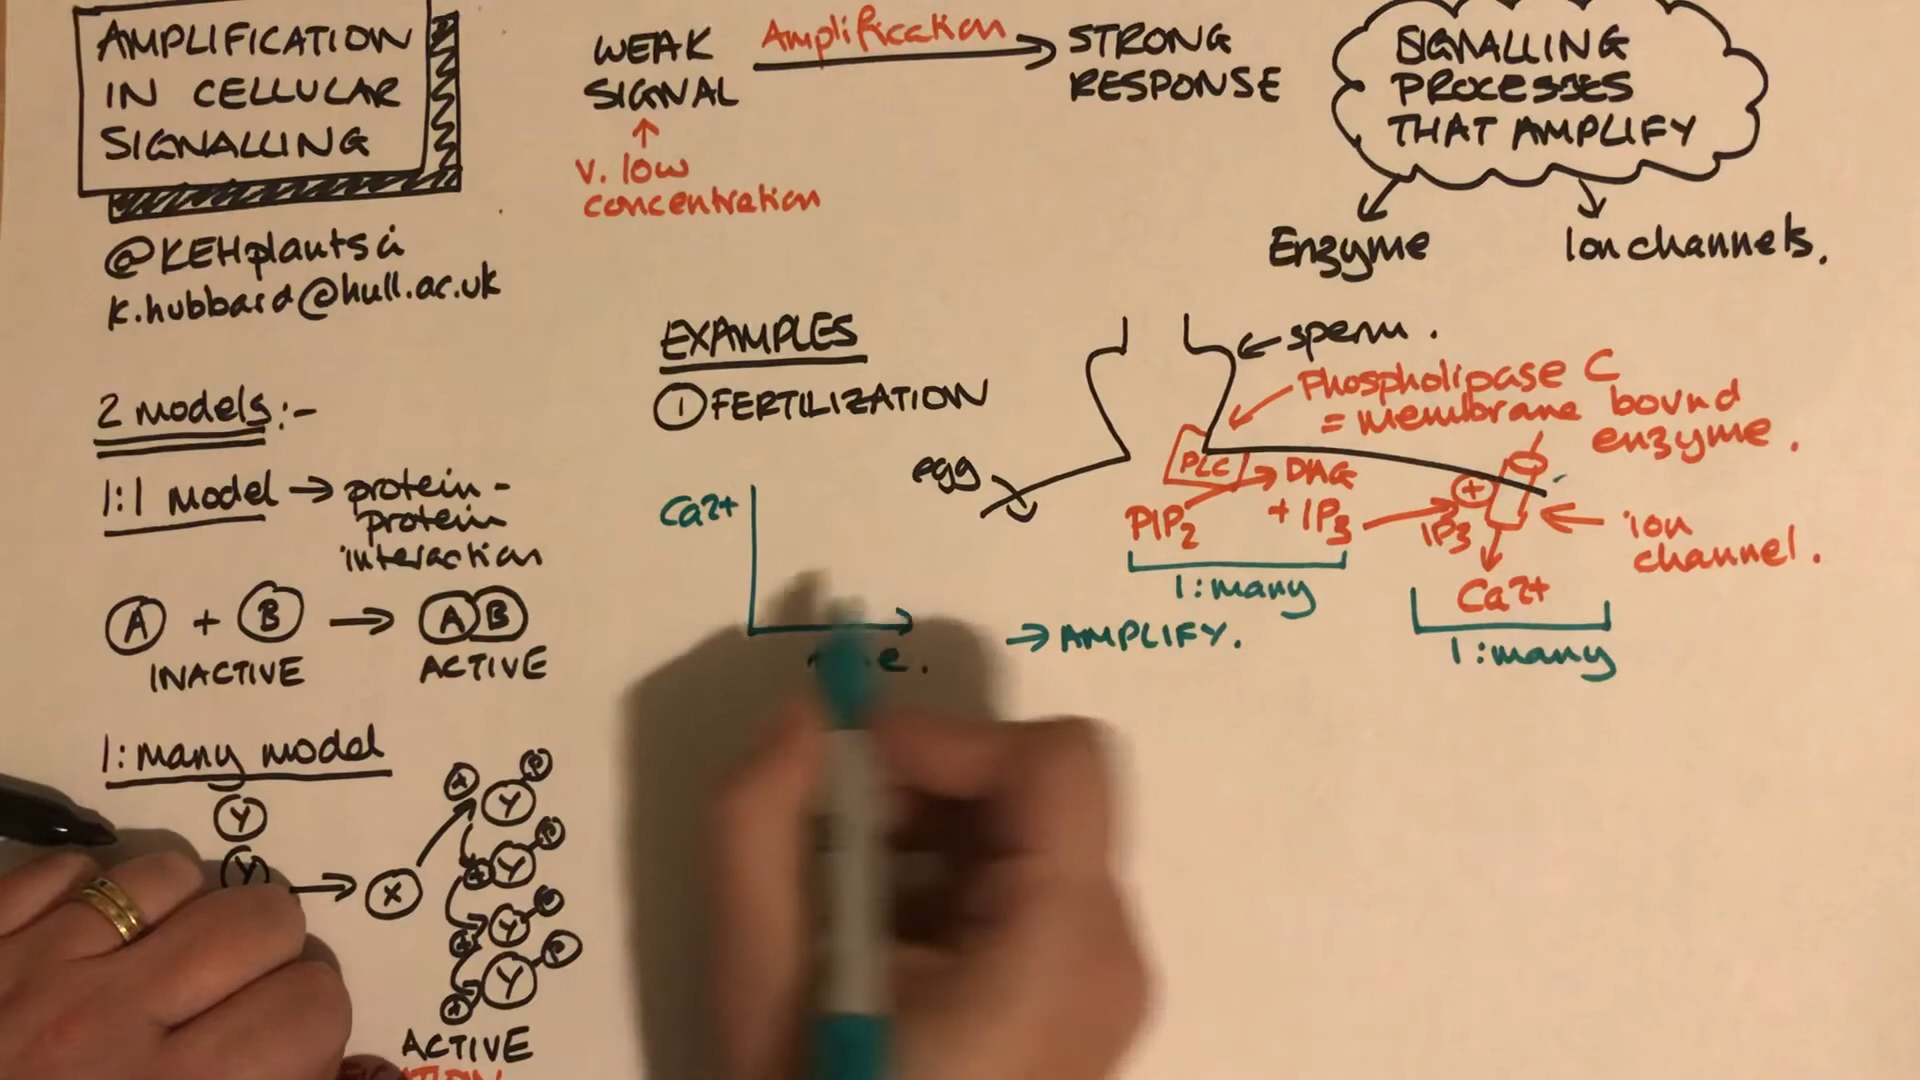 AMPLIFICATION
IN CELLULAR
SIGNALLING
@KEHplantsci
k.hubbard@hull.ac.uk
WEAK
SIGNAL
Amplification
STRONG
RESPONSE
v. low
concentration
SIGNALLING
PROCESSES
THAT AMPLIFY
Enzyme
Ion channels.
2 models:-
1:1 model → protein-
protein
interaction
A + B → AB
INACTIVE
ACTIVE
1:many model
Y
Y
X
+
Y
P
+
Y
P
+
Y
P
+
Y
P
ACTIVE
EXAMPLES
1 FERTILIZATION
sperm.
Phospholipase C
= membrane bound
enzyme.
egg
PLC
PIP2
DAG
+ IP3
+
IP3
ion
channel.
Ca2+
1:many
1:many
→ AMPLIFY.
Ca2+